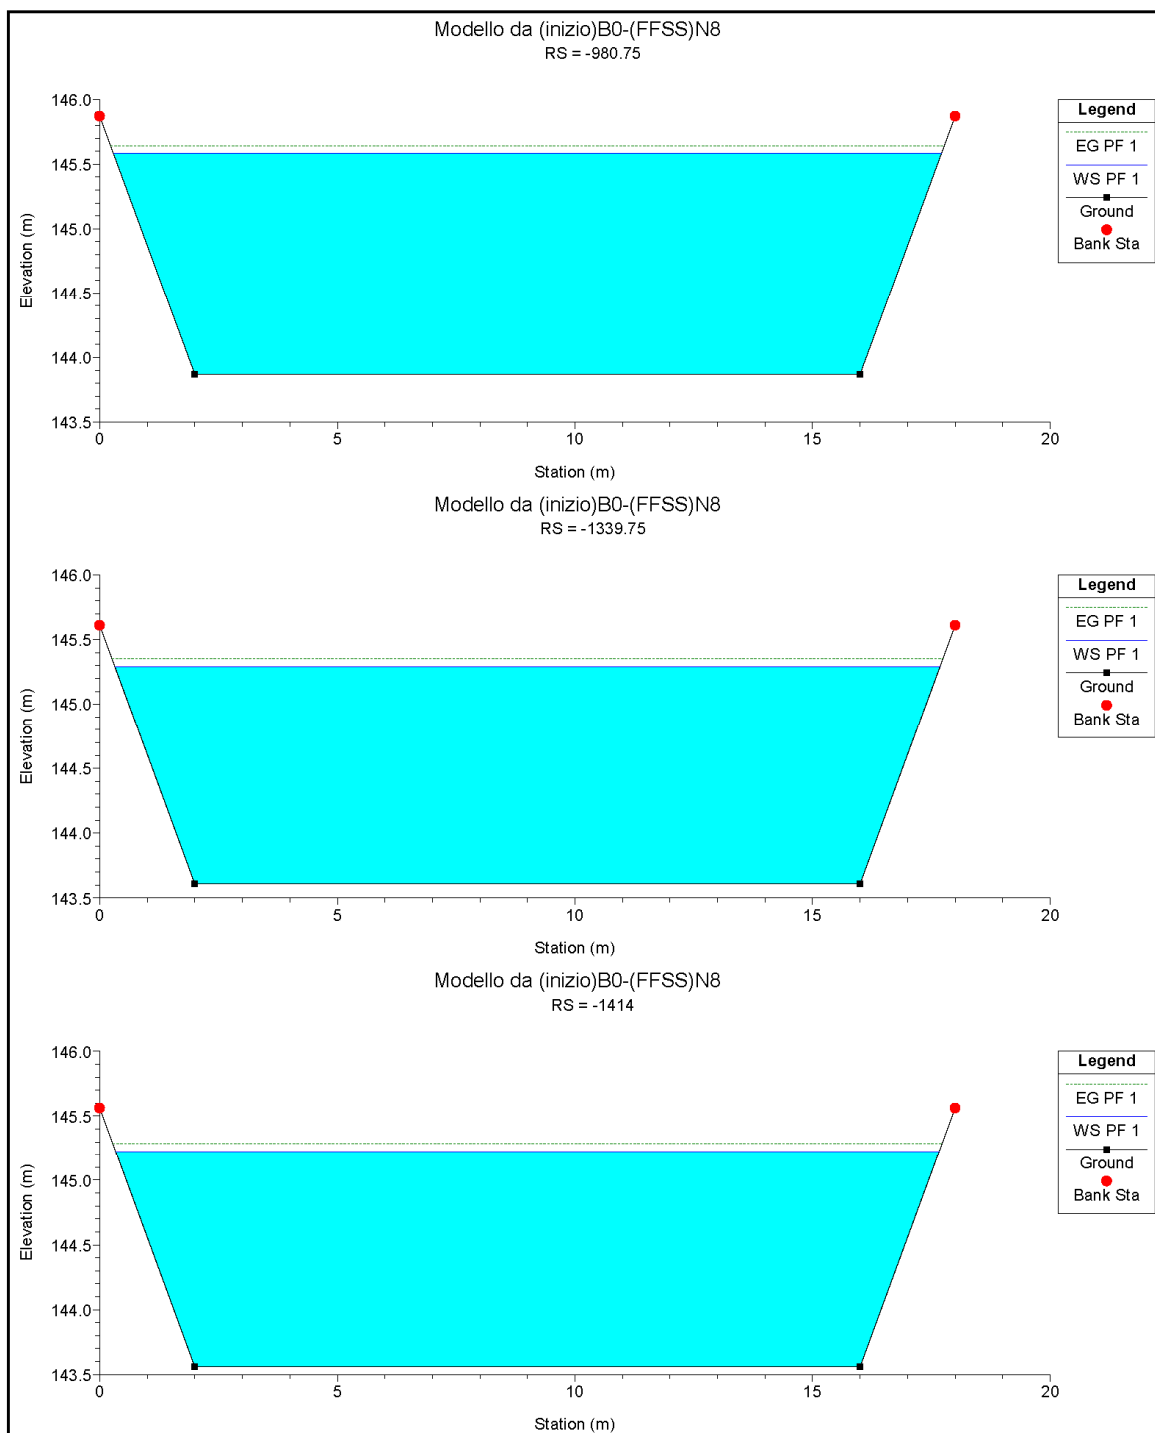 Modello da (inizio)B0-(FFSS)N8
RS = -980.75
146.0
145.5
145.0
144.5
144.0
143.5
Elevation (m)
0 5 10 15 20
Station (m)
Legend
EG PF 1
WS PF 1
Ground
Bank Sta
Modello da (inizio)B0-(FFSS)N8
RS = -1339.75
146.0
145.5
145.0
144.5
144.0
143.5
Elevation (m)
0 5 10 15 20
Station (m)
Legend
EG PF 1
WS PF 1
Ground
Bank Sta
Modello da (inizio)B0-(FFSS)N8
RS = -1414
146.0
145.5
145.0
144.5
144.0
143.5
Elevation (m)
0 5 10 15 20
Station (m)
Legend
EG PF 1
WS PF 1
Ground
Bank Sta